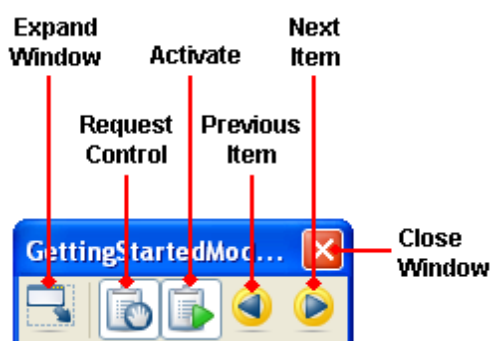 Expand
Window
Activate
Next
Item
Request
Control
Previous
Item
GettingStartedMod...
Close
Window